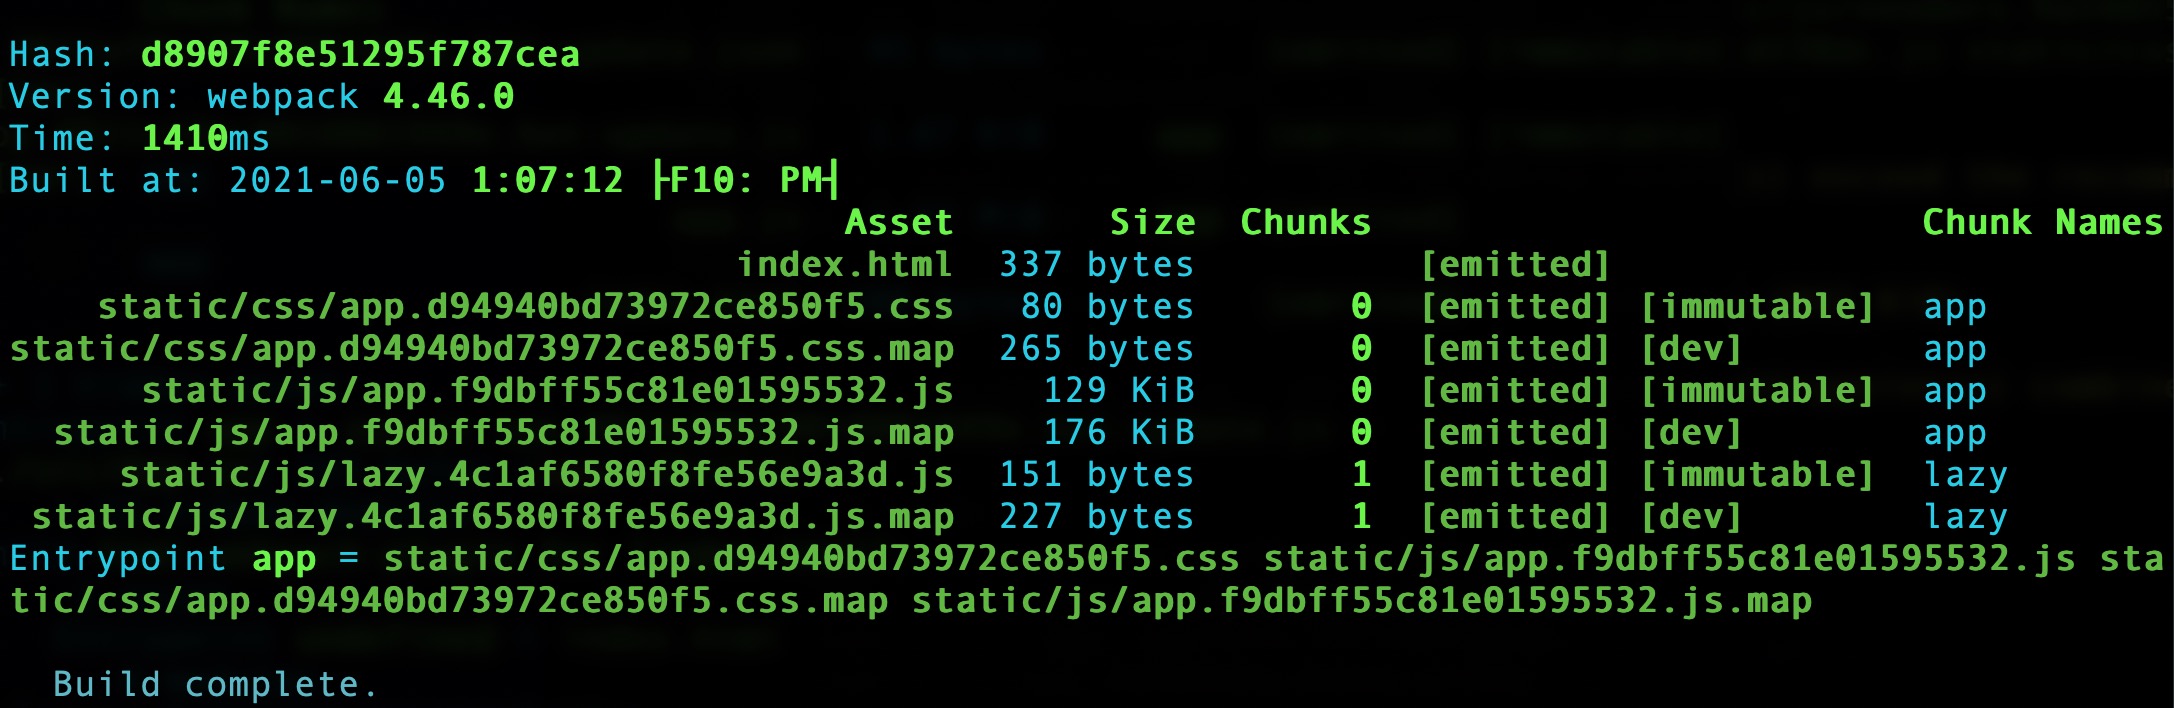 Hash: d8907f8e51295f787cea
Version: webpack 4.46.0
Time: 1410ms
Built at: 2021-06-05 1:07:12 ├F10: PM┤
Asset Size Chunks Chunk Names
index.html 337 bytes [emitted]
static/css/app.d94940bd73972ce850f5.css 80 bytes 0 [emitted] [immutable] app
static/css/app.d94940bd73972ce850f5.css.map 265 bytes 0 [emitted] [dev] app
static/js/app.f9dbff55c81e01595532.js 129 KiB 0 [emitted] [immutable] app
static/js/app.f9dbff55c81e01595532.js.map 176 KiB 0 [emitted] [dev] app
static/js/lazy.4c1af6580f8fe56e9a3d.js 151 bytes 1 [emitted] [immutable] lazy
static/js/lazy.4c1af6580f8fe56e9a3d.js.map 227 bytes 1 [emitted] [dev] lazy
Entrypoint app = static/css/app.d94940bd73972ce850f5.css static/js/app.f9dbff55c81e01595532.js sta
tic/css/app.d94940bd73972ce850f5.css.map static/js/app.f9dbff55c81e01595532.js.map
Build complete.